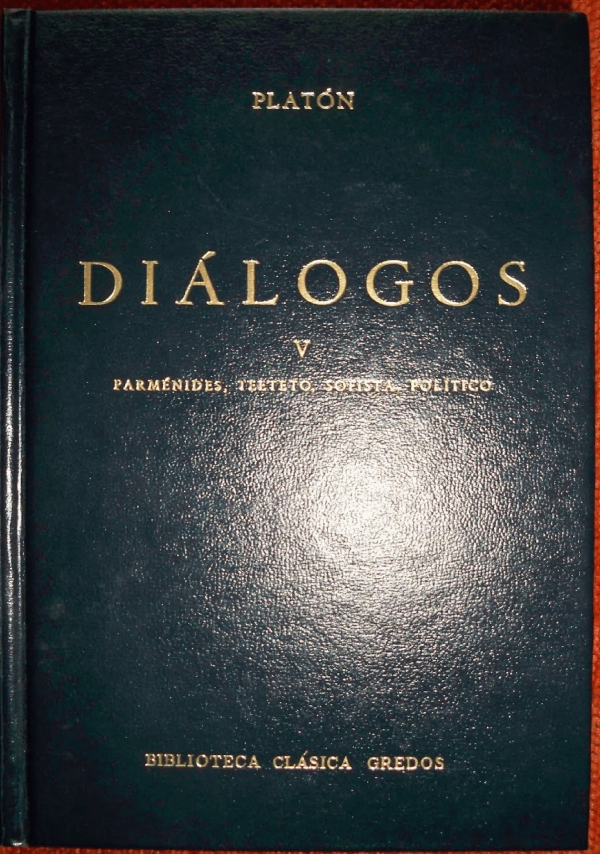 PLATÓN
DIÁLOGOS
V
PARMÉNIDES, TEETETO, SOFISTA, POLÍTICO
BIBLIOTECA CLÁSICA GREDOS